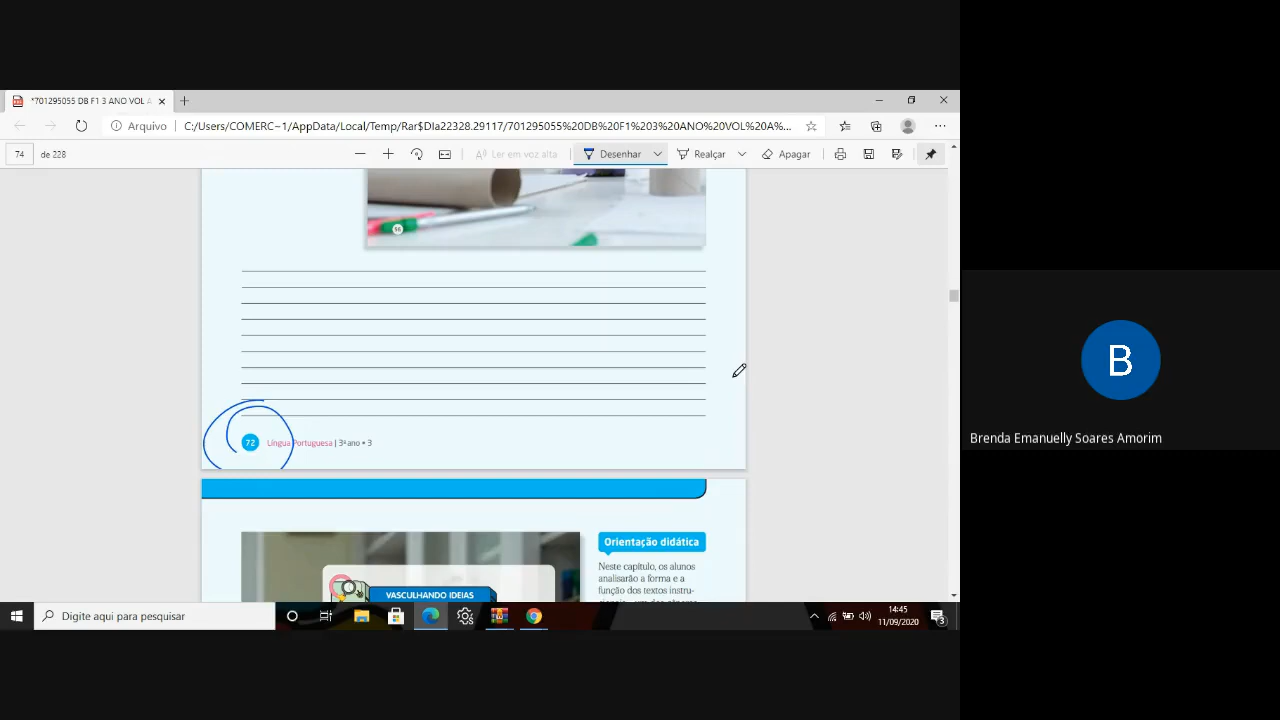 *701295055 DB F1 3 ANO VOL A
Arquivo
C:/Users/COMERC~1/AppData/Local/Temp/Rar$DIa22328.29117/701295055%20DB%20F1%203%20ANO%20VOL%20A%...
74 de 228
Ler em voz alta
Desenhar
Realçar
Apagar
56
72 Língua Portuguesa | 3º ano • 3
Orientação didática
Neste capítulo, os alunos
analisarão a forma e a
função dos textos instru-
VASCULHANDO IDEIAS
B
Brenda Emanuelly Soares Amorim
Digite aqui para pesquisar
14:45
11/09/2020
3